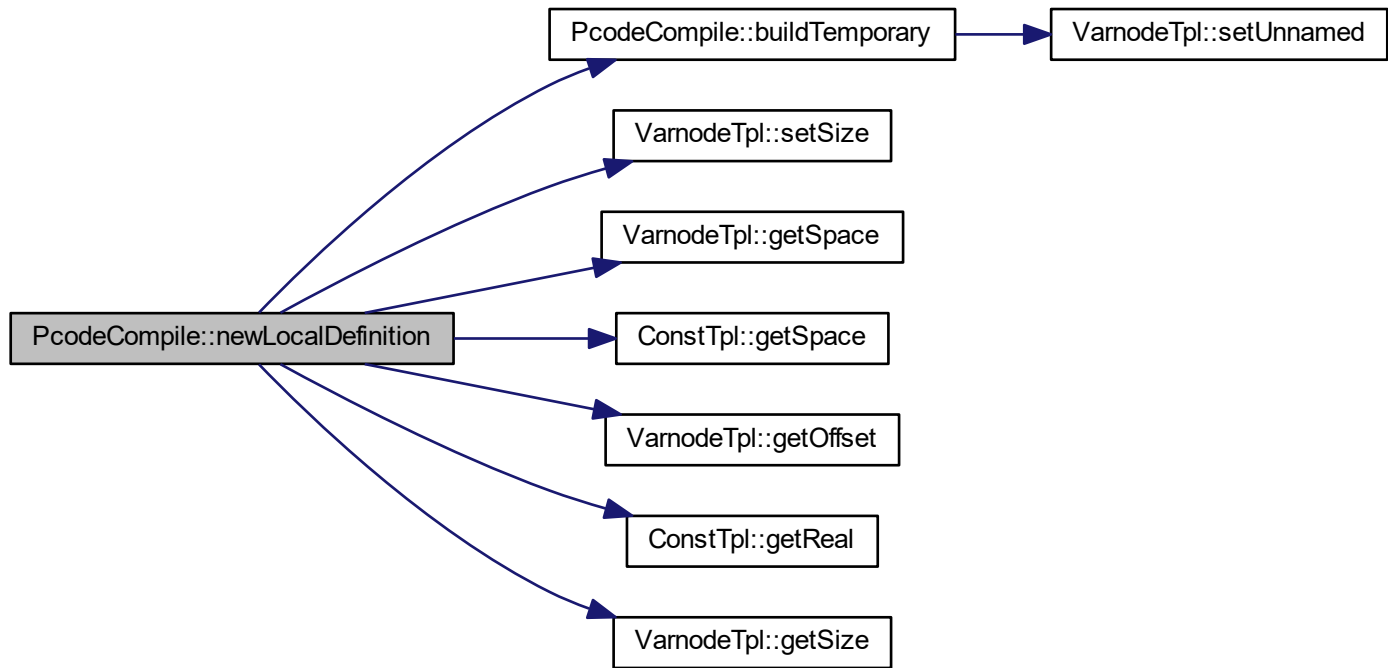 PcodeCompile::buildTemporary
VarnodeTpl::setUnnamed
VarnodeTpl::setSize
VarnodeTpl::getSpace
PcodeCompile::newLocalDefinition
ConstTpl::getSpace
VarnodeTpl::getOffset
ConstTpl::getReal
VarnodeTpl::getSize